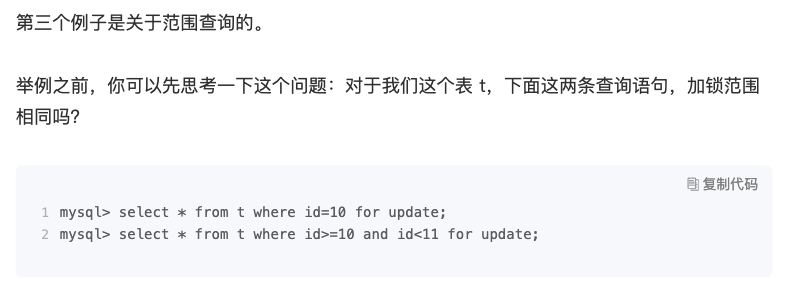 第三个例子是关于范围查询的。
举例之前，你可以先思考一下这个问题：对于我们这个表 t，下面这两条查询语句，加锁范围
相同吗？
复制代码
1 mysql> select * from t where id=10 for update;
2 mysql> select * from t where id>=10 and id<11 for update;